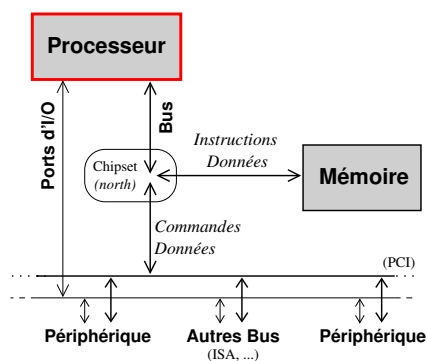 Processeur
Ports d'I/O
Bus
Instructions
Données
Chipset
(north)
Mémoire
Commandes
Données
(PCI)
Périphérique
Autres Bus
(ISA, ...)
Périphérique